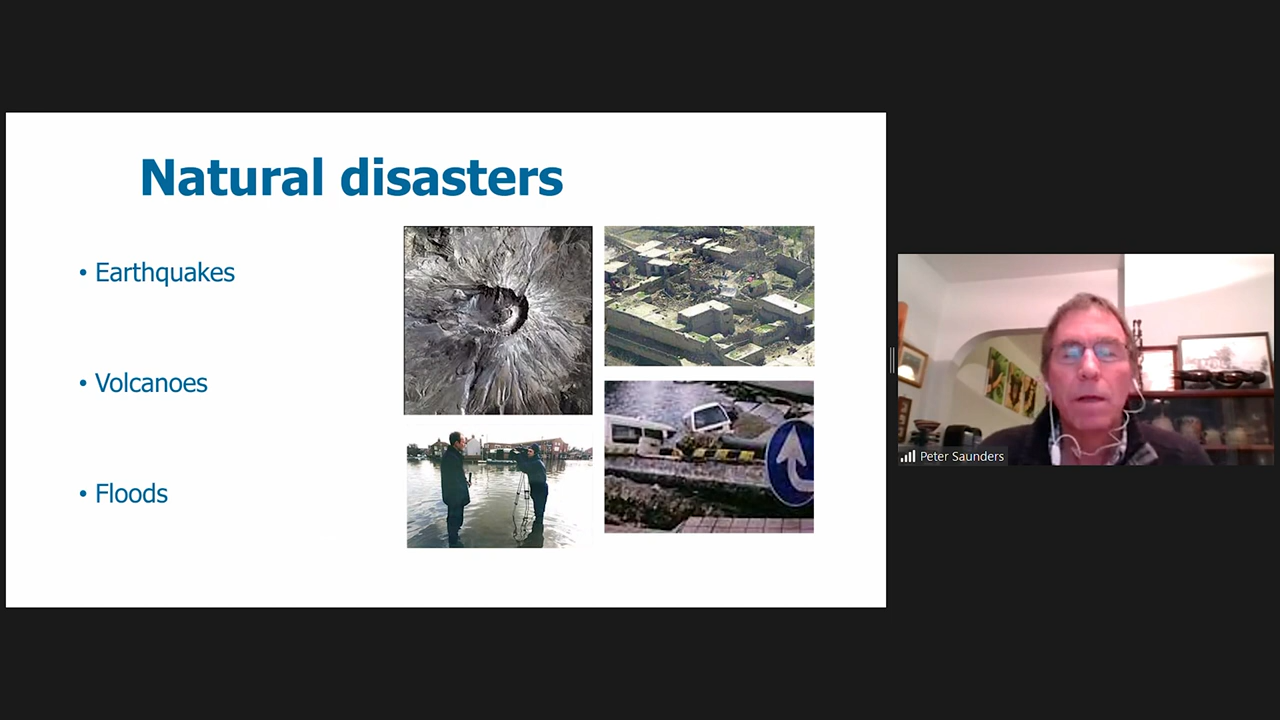 Natural disasters
• Earthquakes
• Volcanoes
• Floods
Peter Saunders